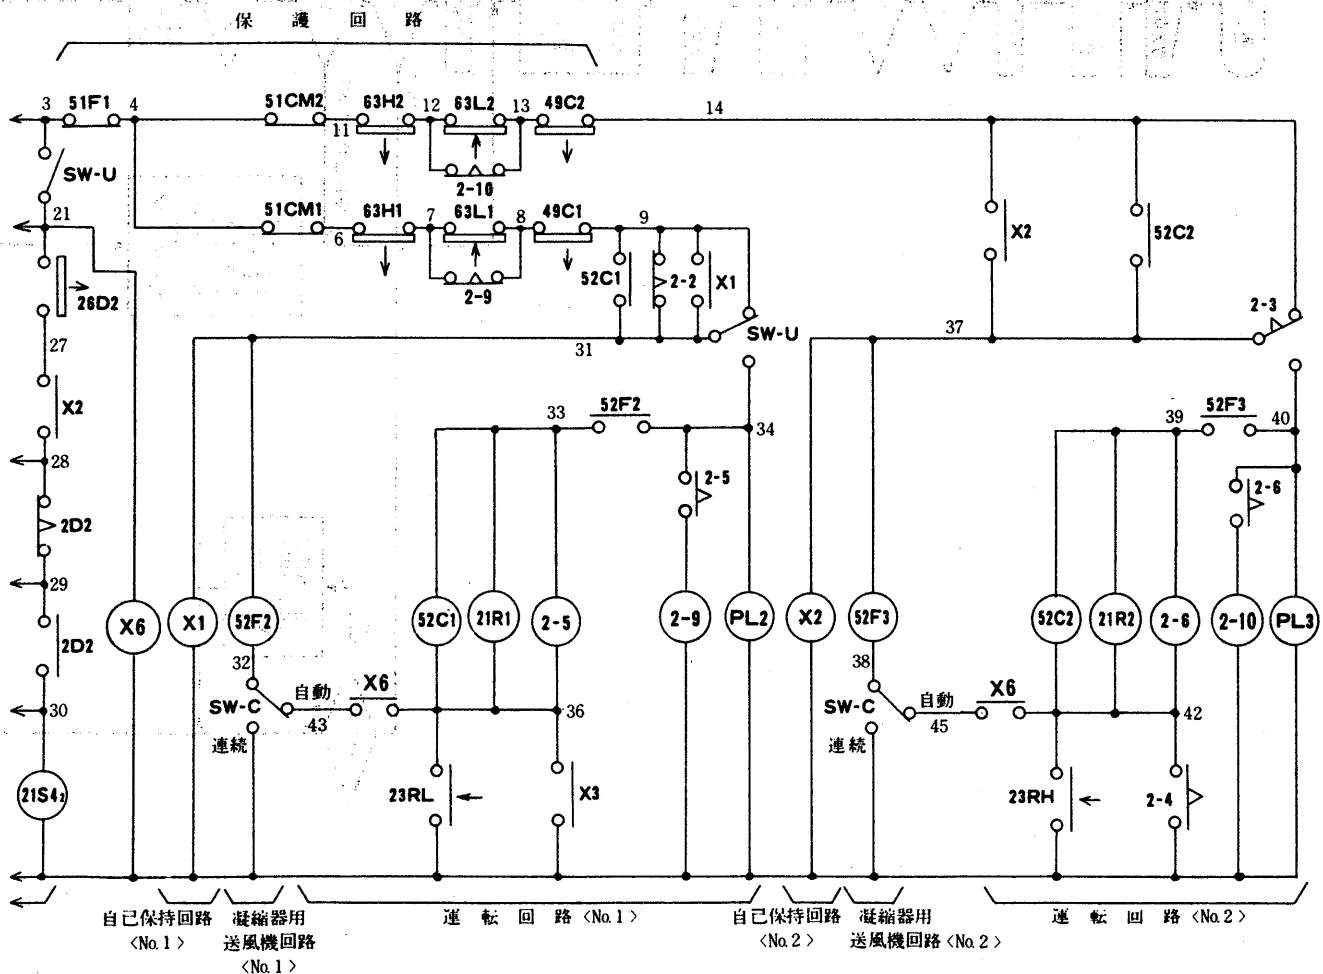 保護回路
3 51F1 4 51CM2 11 63H2 12 63L2 13 49C2 14
SW-U
2-10
21 51CM1 6 63H1 7 63L1 8 49C1 9
X2 52C2
26D2 2-9 52C1 2-2 X1
2-3
27 31 SW-U 37
X2 33 52F2 34 39 52F3 40
28 2-5 2-6
2D2
29
X6 X1 52F2 52C1 21R1 2-5 2-9 PL2 X2 52F3 52C2 21R2 2-6 2-10 PL3
2D2
32 38
自動 X6 自動 X6
30 SW-C 43 36 SW-C 45 42
連続 連続
21S4₂ 23RL X3 23RH 2-4
自己保持回路 凝縮器用 運転回路〈No.1〉 自己保持回路 凝縮器用 運転回路〈No.2〉
〈No.1〉 送風機回路 〈No.2〉 送風機回路〈No.2〉
〈No.1〉